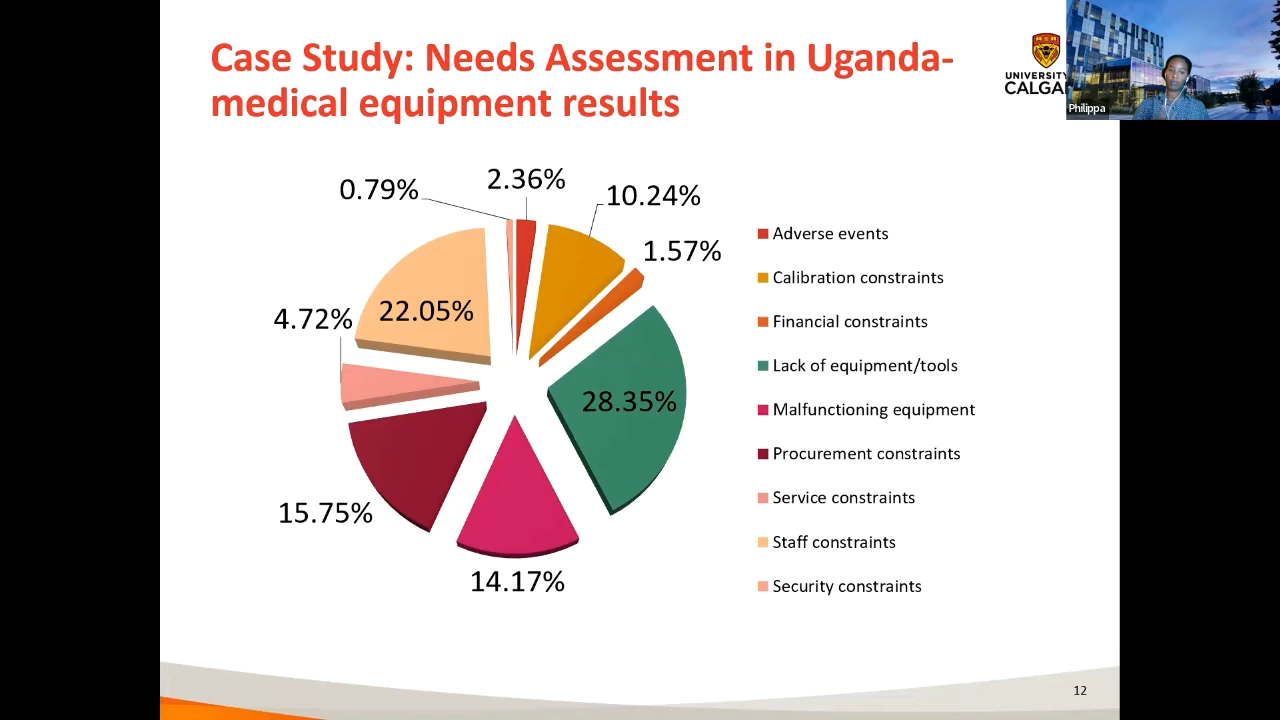 Case Study: Needs Assessment in Uganda-
medical equipment results
UNIVERSITY
CALGA
Philippa
0.79%
2.36%
10.24%
1.57%
4.72%
22.05%
28.35%
15.75%
14.17%
Adverse events
Calibration constraints
Financial constraints
Lack of equipment/tools
Malfunctioning equipment
Procurement constraints
Service constraints
Staff constraints
Security constraints
12